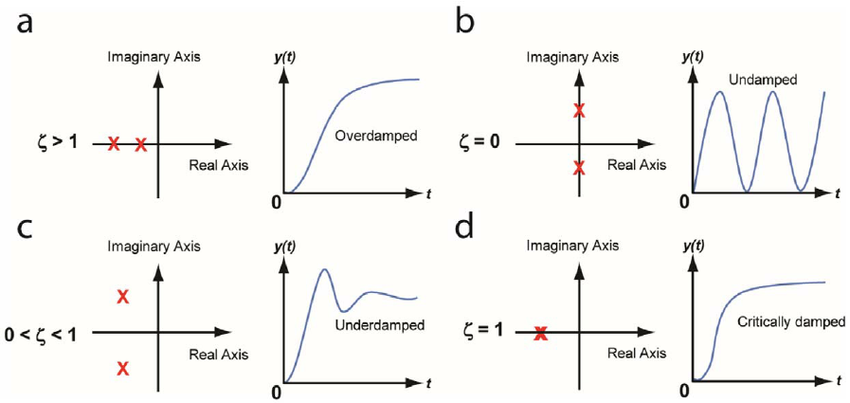 a
Imaginary Axis
ζ > 1
X X
Real Axis
y(t)
Overdamped
0
t
b
Imaginary Axis
ζ = 0
X
X
Real Axis
y(t)
Undamped
0
t
c
Imaginary Axis
0 < ζ < 1
X
X
Real Axis
y(t)
Underdamped
0
t
d
Imaginary Axis
ζ = 1
X
Real Axis
y(t)
Critically damped
0
t